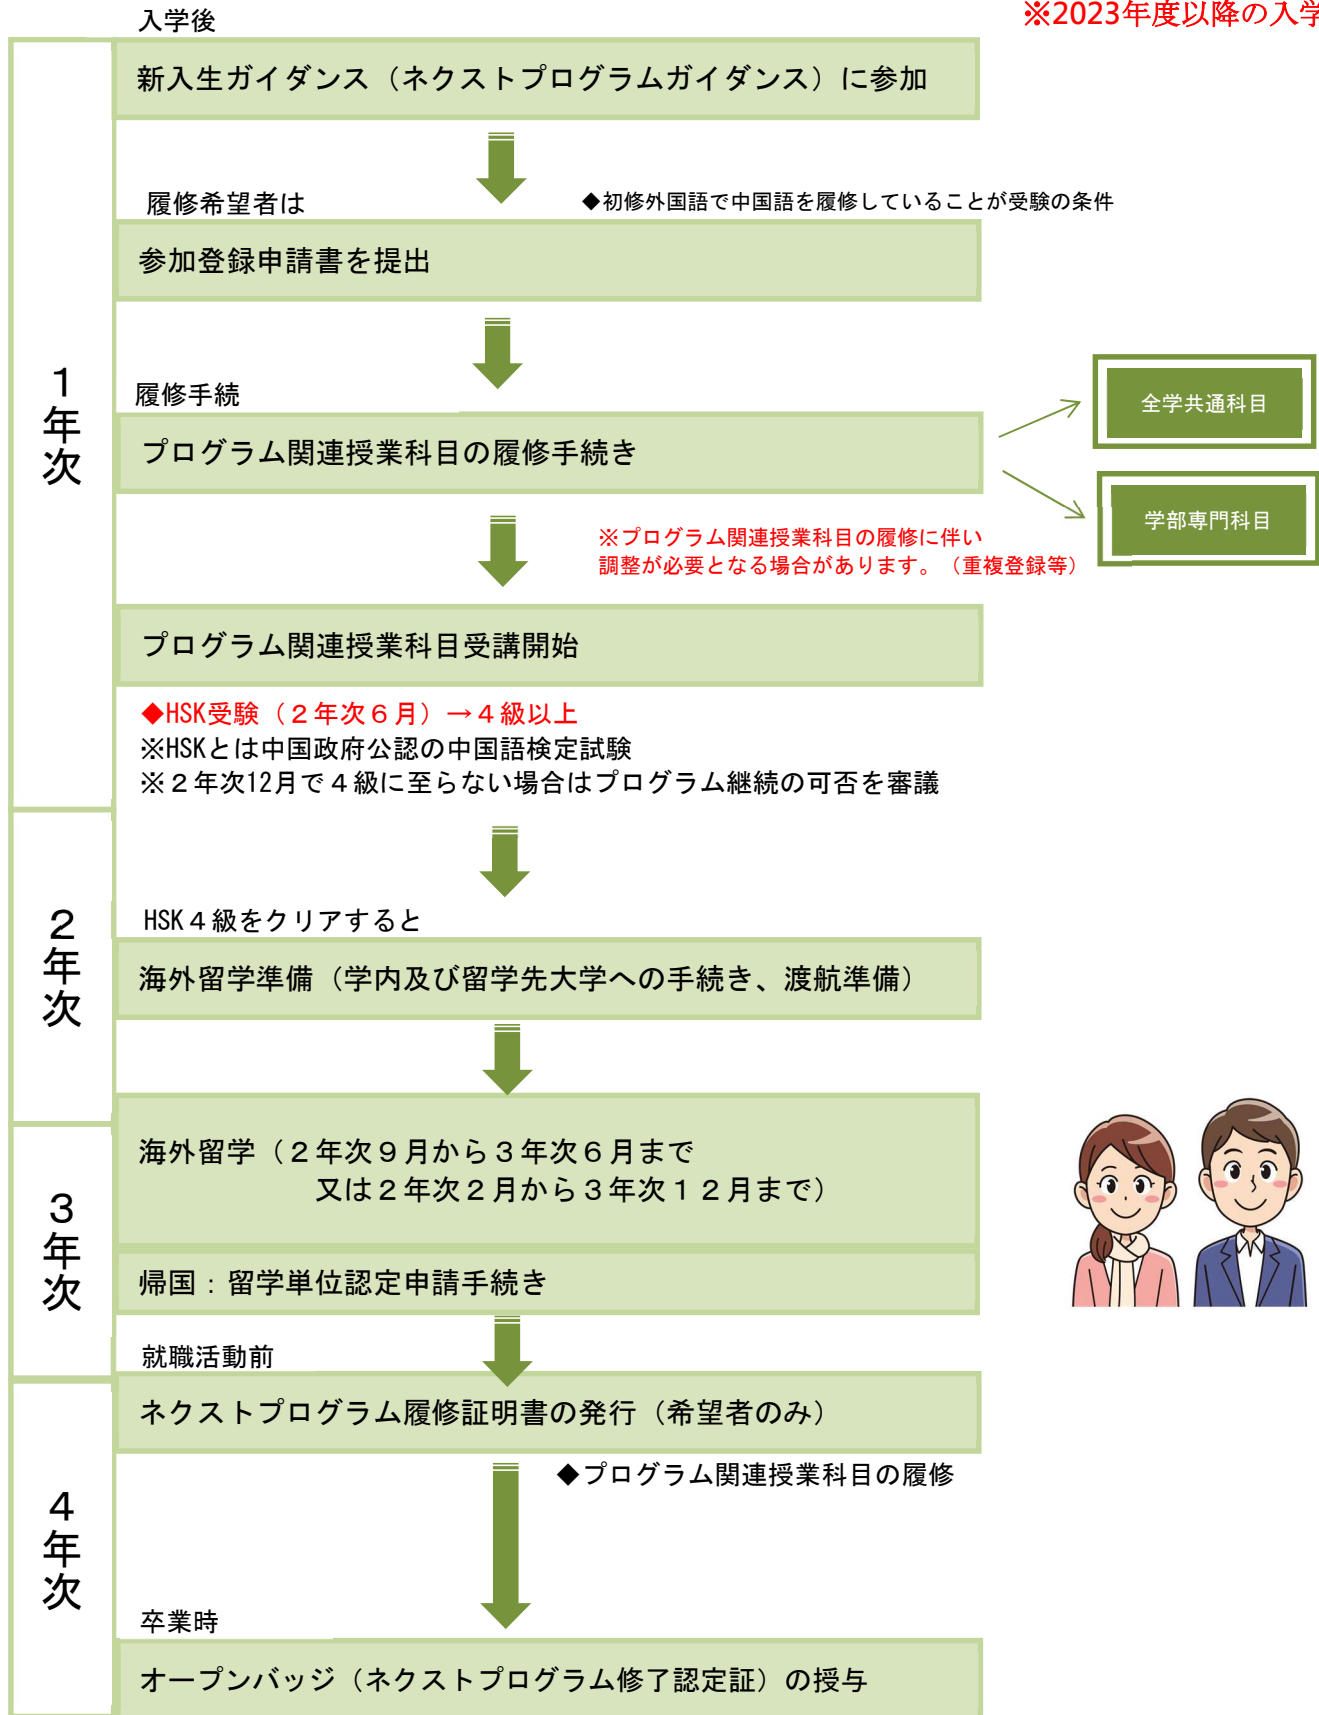 ※2023年度以降の入学
入学後
新入生ガイダンス（ネクストプログラムガイダンス）に参加
履修希望者は
◆初修外国語で中国語を履修していることが受験の条件
参加登録申請書を提出
1年次
履修手続
プログラム関連授業科目の履修手続き
全学共通科目
学部専門科目
※プログラム関連授業科目の履修に伴い
調整が必要となる場合があります。（重複登録等）
プログラム関連授業科目受講開始
◆HSK受験（２年次６月）→４級以上
※HSKとは中国政府公認の中国語検定試験
※２年次12月で４級に至らない場合はプログラム継続の可否を審議
2年次
HSK４級をクリアすると
海外留学準備（学内及び留学先大学への手続き、渡航準備）
3年次
海外留学（２年次９月から３年次６月まで
又は２年次２月から３年次１２月まで）
帰国：留学単位認定申請手続き
就職活動前
ネクストプログラム履修証明書の発行（希望者のみ）
4年次
◆プログラム関連授業科目の履修
卒業時
オープンバッジ（ネクストプログラム修了認定証）の授与